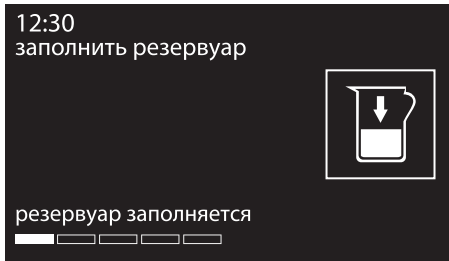 12:30
заполнить резервуар
резервуар заполняется